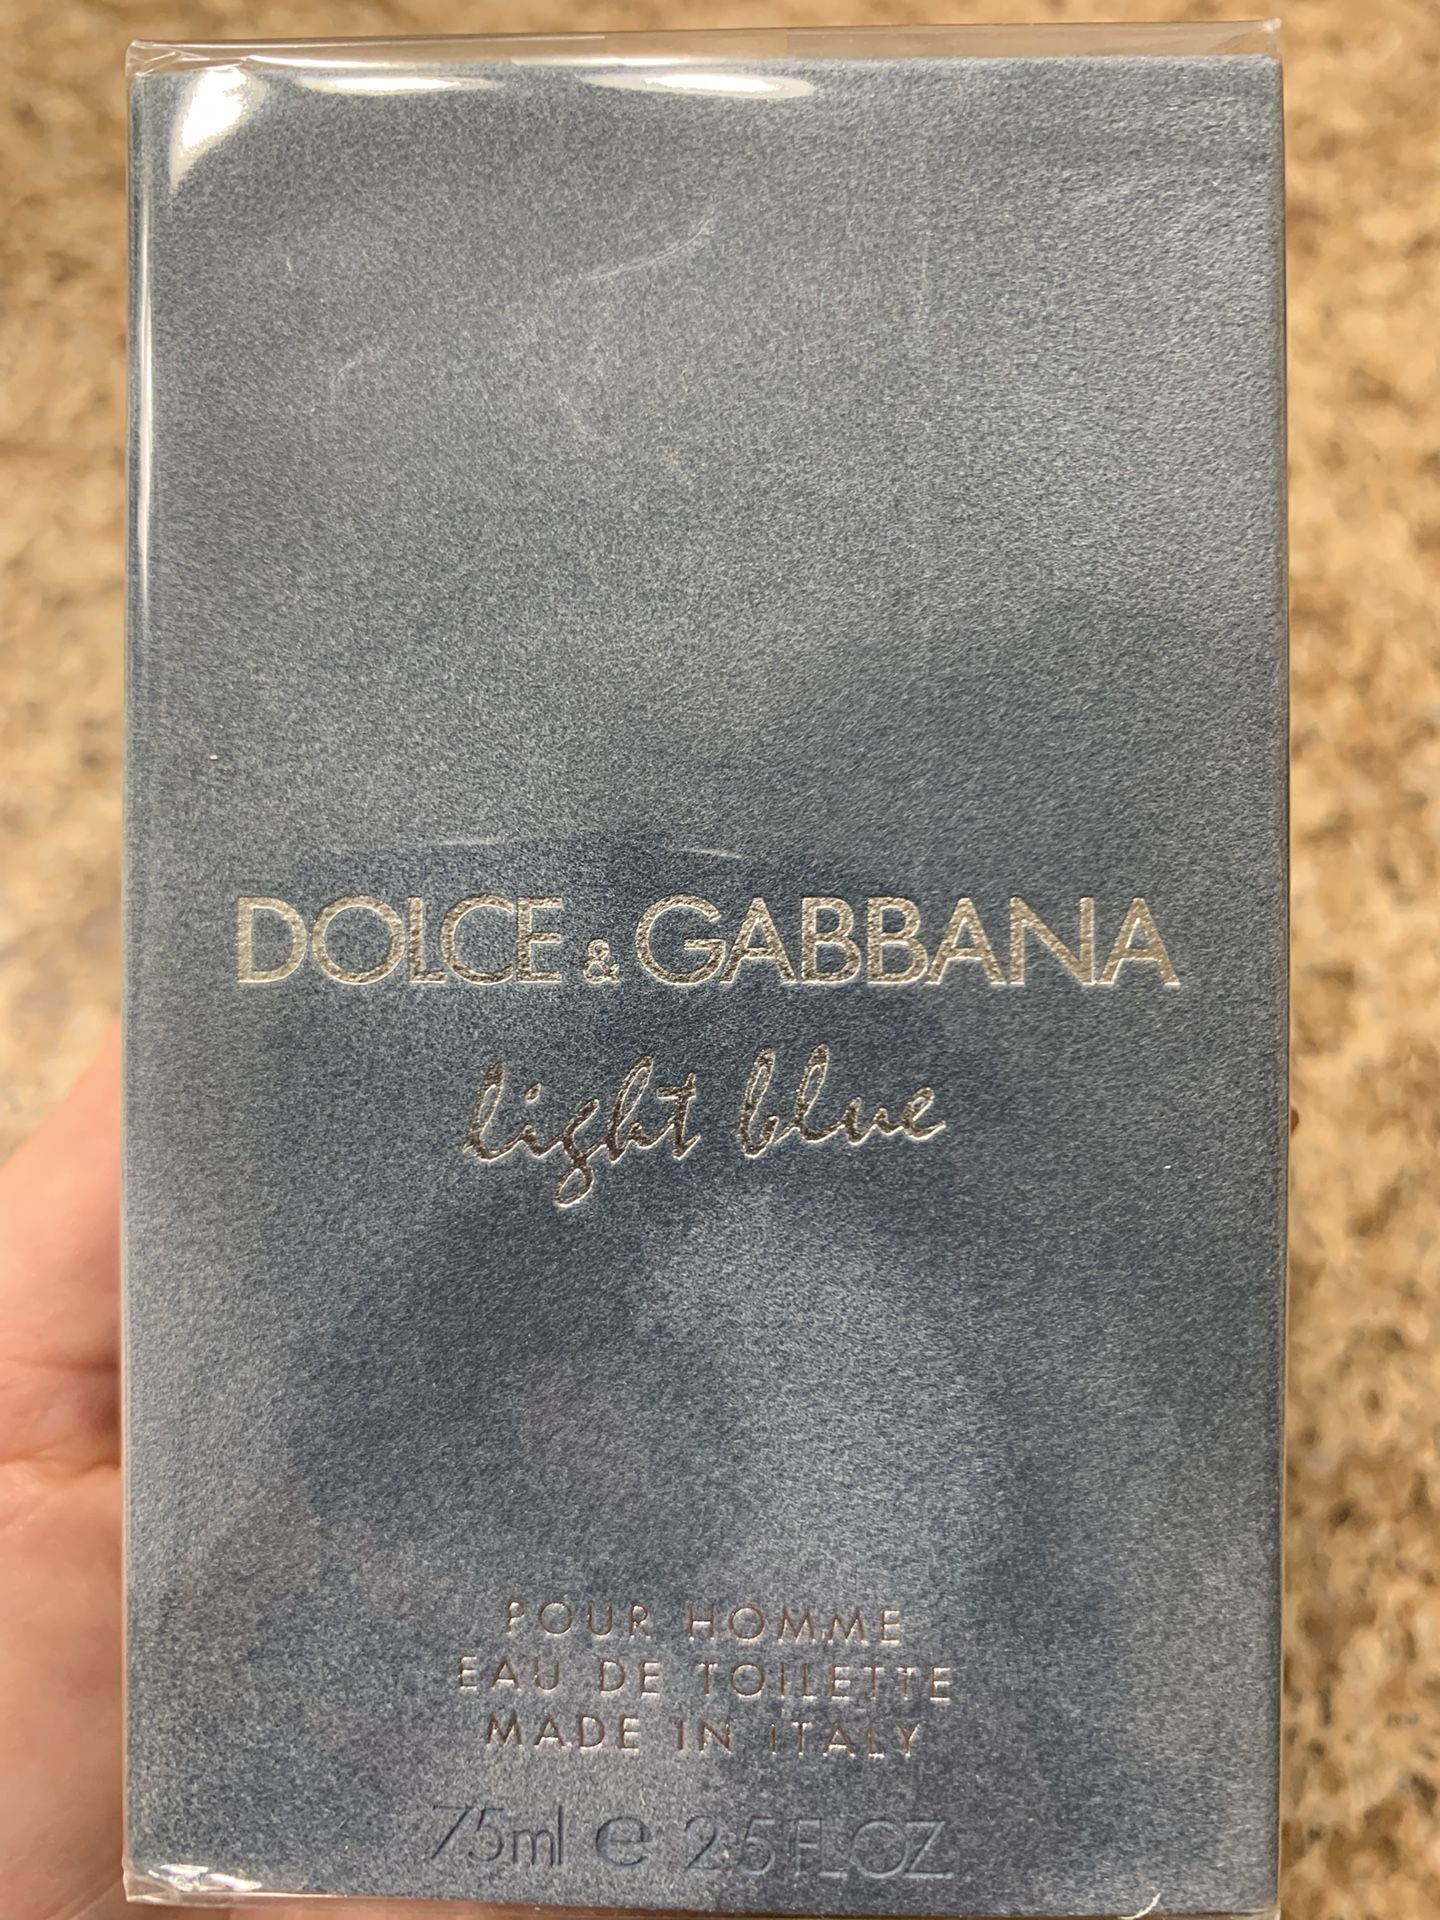 DOLCE & GABBANA
light blue
POUR HOMME
EAU DE TOILETTE
MADE IN ITALY
75ml e 2.5 FL.OZ.